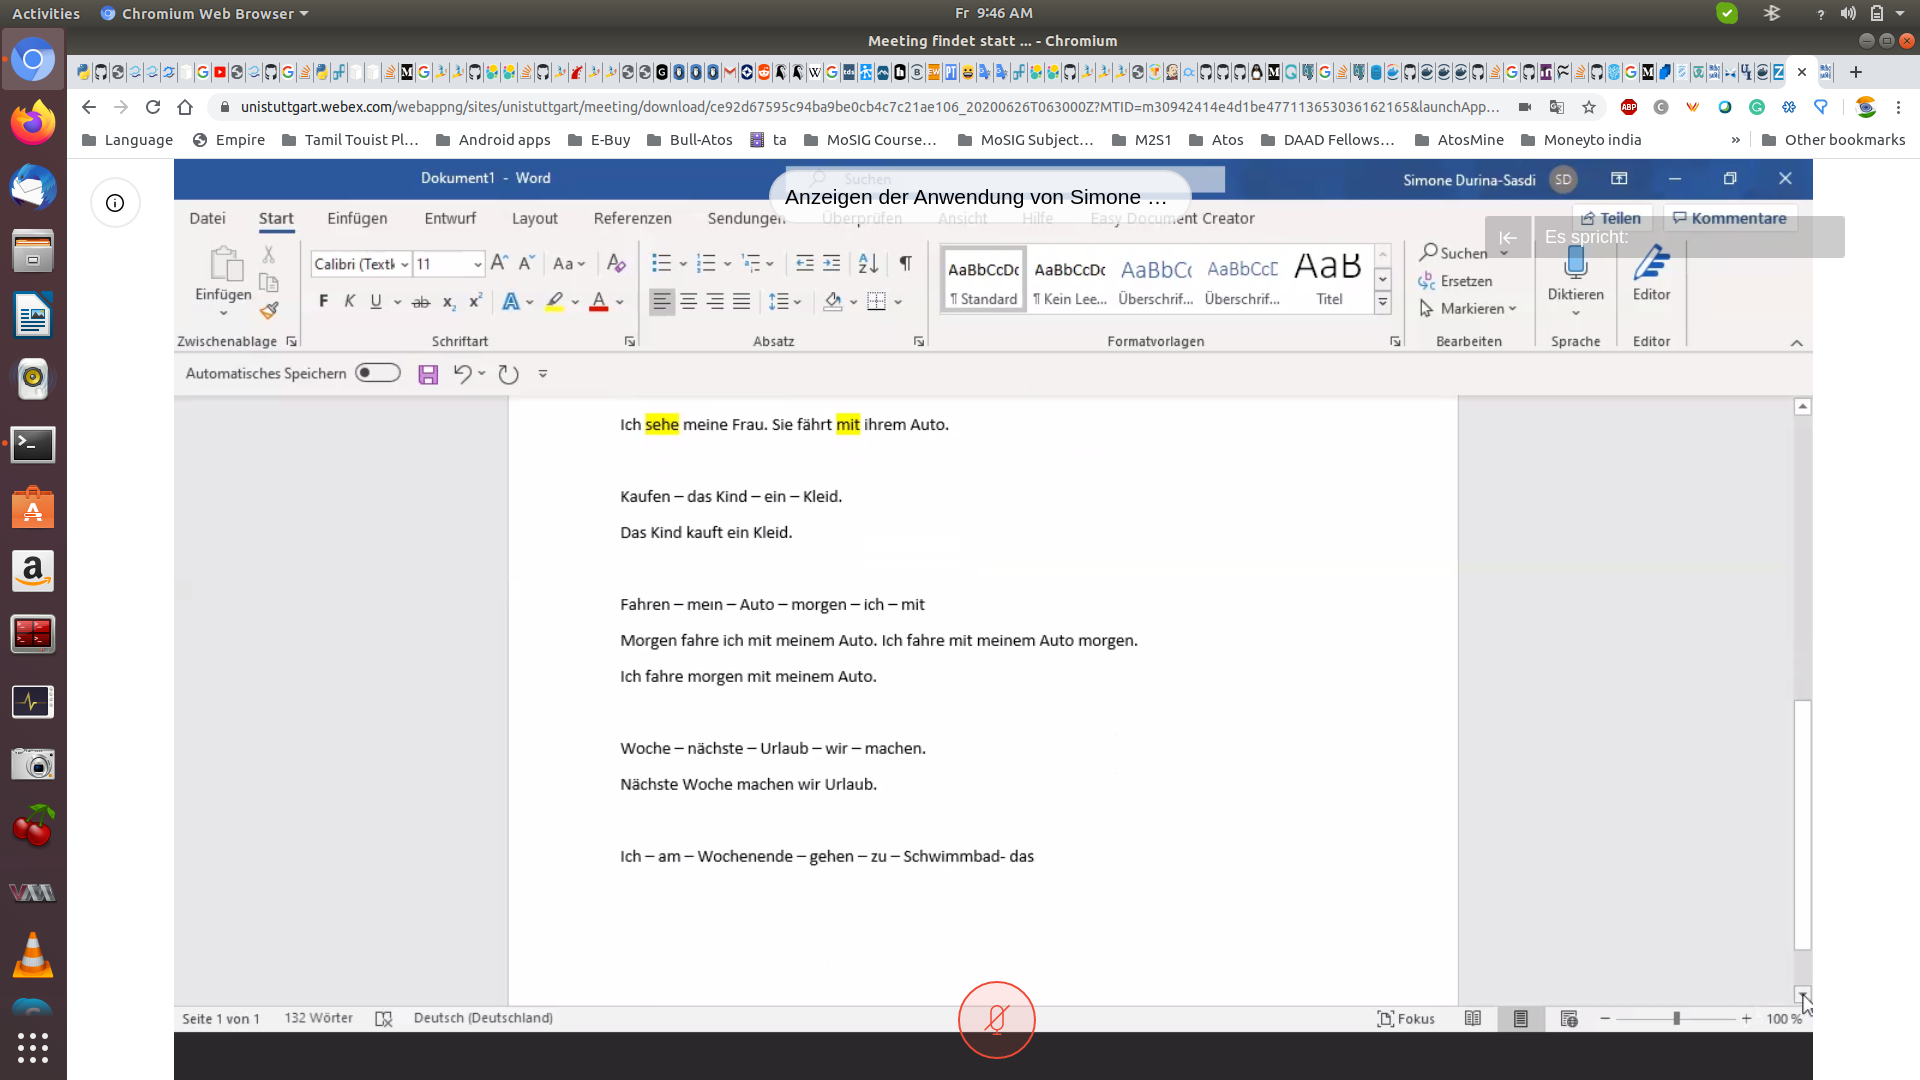 Activities Chromium Web Browser Fr 9:46 AM
Meeting findet statt ... - Chromium
unistuttgart.webex.com/webappng/sites/unistuttgart/meeting/download/ce92d67595c94ba9be0cb4c7c21ae106_20200626T063000Z?MTID=m30942414e4d1be477113653036162165&launchApp…
Language Empire Tamil Touist Pl… Android apps E-Buy Bull-Atos ta MoSIG Course… MoSIG Subject… M2S1 Atos DAAD Fellows… AtosMine Moneyto india » Other bookmarks
Dokument1 - Word Suchen Simone Durina-Sasdi SD
Anzeigen der Anwendung von Simone …
Datei Start Einfügen Entwurf Layout Referenzen Sendungen Überprüfen Ansicht Hilfe Easy Document Creator Teilen Kommentare
Es spricht:
Einfügen Calibri (Textk 11 Aa
F K U ab x₂ x² A A
AaBbCcDc AaBbCcDc AaBbC( AaBbCcE AaB
¶ Standard ¶ Kein Lee... Überschrif... Überschrif... Titel
Suchen
Ersetzen
Markieren
Diktieren Editor
Zwischenablage Schriftart Absatz Formatvorlagen Bearbeiten Sprache Editor
Automatisches Speichern
Ich sehe meine Frau. Sie fährt mit ihrem Auto.
Kaufen – das Kind – ein – Kleid.
Das Kind kauft ein Kleid.
Fahren – mein – Auto – morgen – ich – mit
Morgen fahre ich mit meinem Auto. Ich fahre mit meinem Auto morgen.
Ich fahre morgen mit meinem Auto.
Woche – nächste – Urlaub – wir – machen.
Nächste Woche machen wir Urlaub.
Ich – am – Wochenende – gehen – zu – Schwimmbad- das
Seite 1 von 1 132 Wörter Deutsch (Deutschland) Fokus 100 %